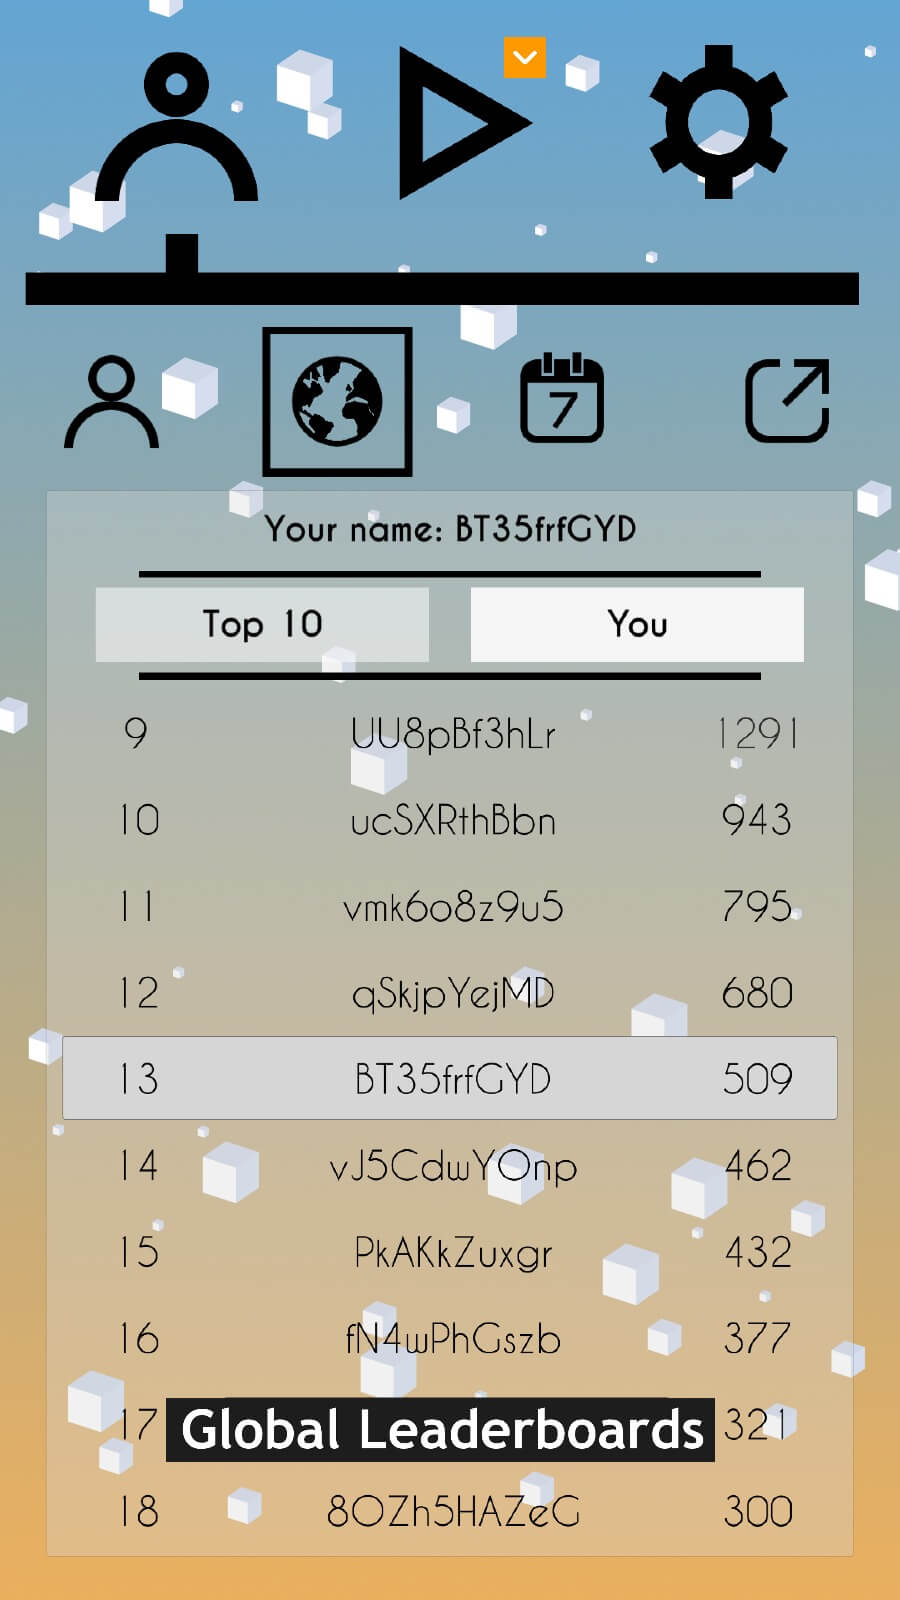 7
Your name: BT35frfGYD
Top 10 You
9 UU8pBf3hLr 1291
10 ucSXRthBbn 943
11 vmk6o8z9u5 795
12 qSkjpYejMD 680
13 BT35frfGYD 509
14 vJ5CdwYOnp 462
15 PkAKkZuxgr 432
16 fN4wPhGszb 377
17 321
Global Leaderboards
18 8OZh5HAZeG 300